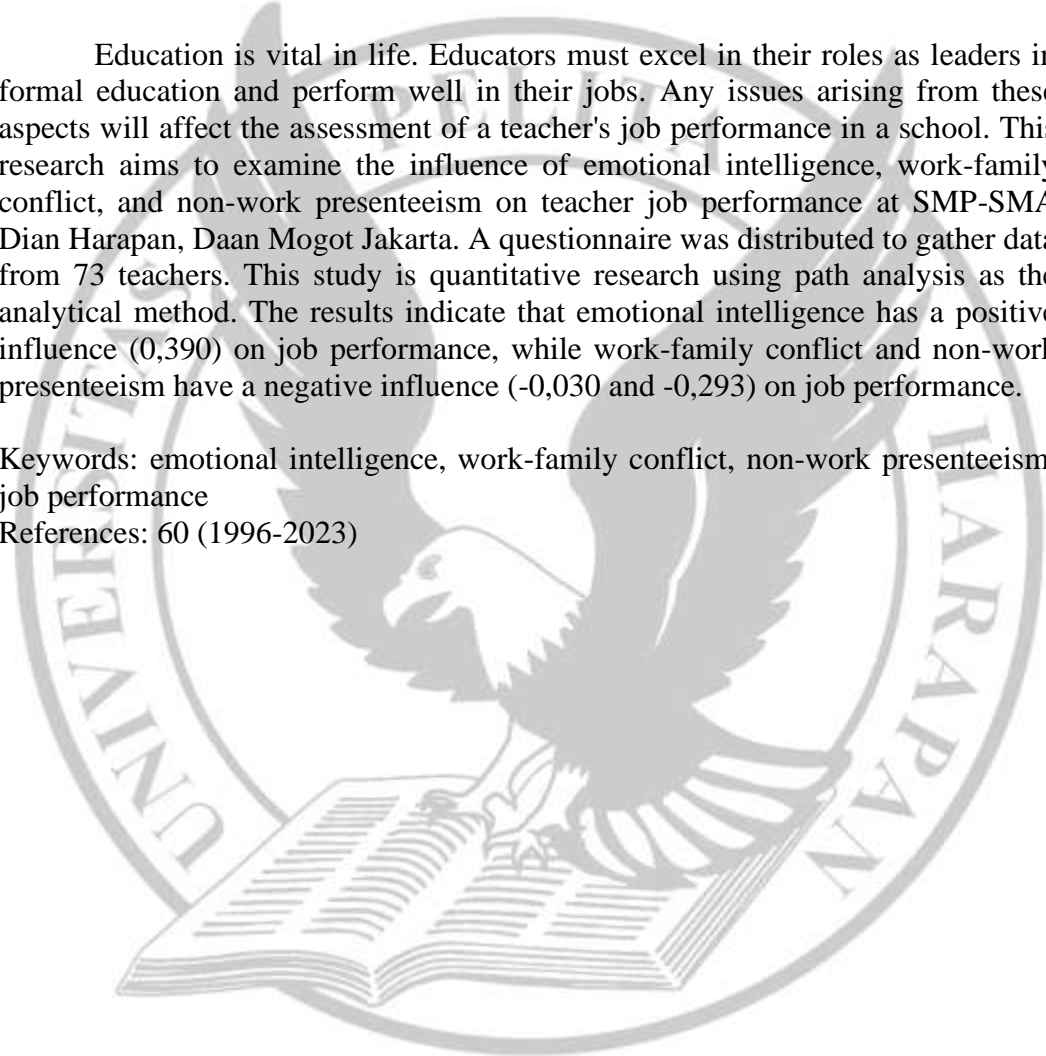 Education is vital in life. Educators must excel in their roles as leaders in
formal education and perform well in their jobs. Any issues arising from these
aspects will affect the assessment of a teacher's job performance in a school. This
research aims to examine the influence of emotional intelligence, work-family
conflict, and non-work presenteeism on teacher job performance at SMP-SMA
Dian Harapan, Daan Mogot Jakarta. A questionnaire was distributed to gather data
from 73 teachers. This study is quantitative research using path analysis as the
analytical method. The results indicate that emotional intelligence has a positive
influence (0,390) on job performance, while work-family conflict and non-work
presenteeism have a negative influence (-0,030 and -0,293) on job performance.
Keywords: emotional intelligence, work-family conflict, non-work presenteeism
job performance
References: 60 (1996-2023)
UNIVERSITAS PELITA HARAPAN